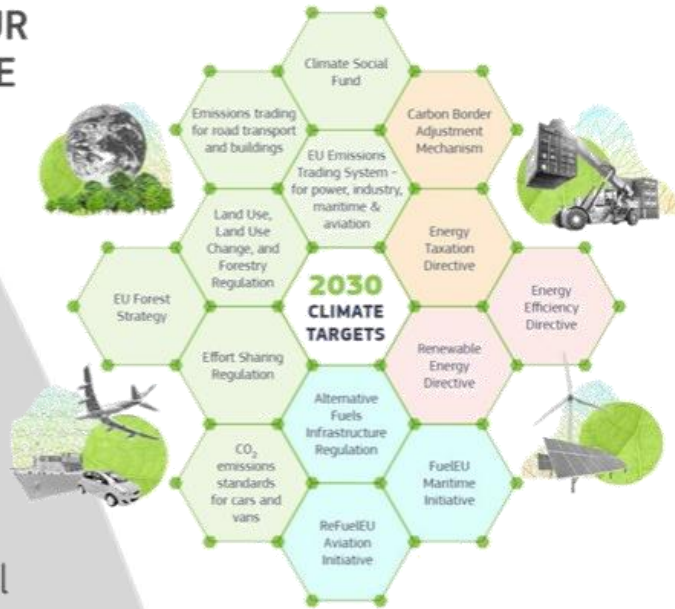 UR
E
Climate Social
Fund
Emissions trading
for road transport
and buildings
Carbon Border
Adjustment
Mechanism
EU Emissions
Trading System –
for power, industry,
maritime &
aviation
Land Use,
Land Use
Change, and
Forestry
Regulation
Energy
Taxation
Directive
EU Forest
Strategy
2030
CLIMATE
TARGETS
Energy
Efficiency
Directive
Effort Sharing
Regulation
Renewable
Energy
Directive
Alternative
Fuels
Infrastructure
Regulation
CO₂
emissions
standards
for cars and
vans
FuelEU
Maritime
Initiative
ReFuelEU
Aviation
Initiative
l